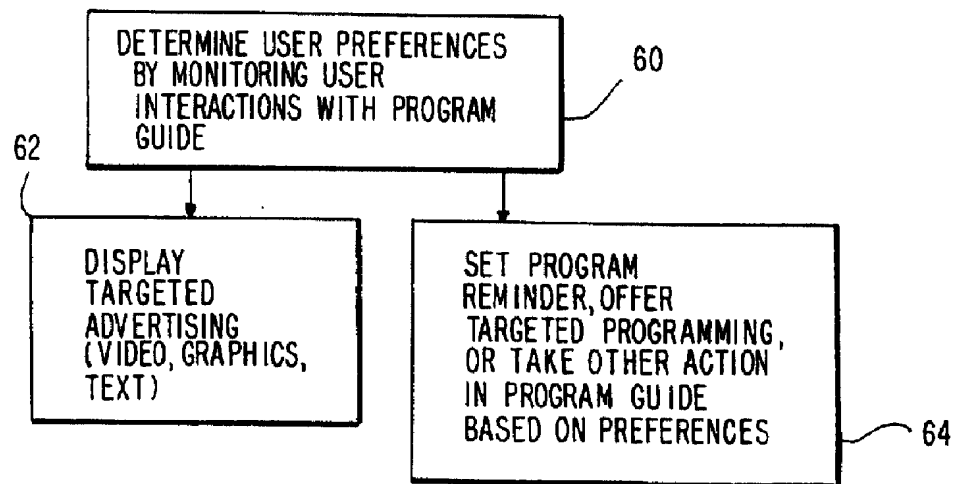 DETERMINE USER PREFERENCES
BY MONITORING USER
INTERACTIONS WITH PROGRAM
GUIDE
60
62
DISPLAY
TARGETED
ADVERTISING
(VIDEO, GRAPHICS,
TEXT)
SET PROGRAM
REMINDER, OFFER
TARGETED PROGRAMMING,
OR TAKE OTHER ACTION
IN PROGRAM GUIDE
BASED ON PREFERENCES
64